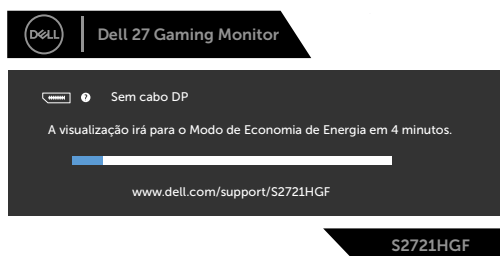 DELL
Dell 27 Gaming Monitor
? Sem cabo DP
A visualização irá para o Modo de Economia de Energia em 4 minutos.
www.dell.com/support/S2721HGF
S2721HGF